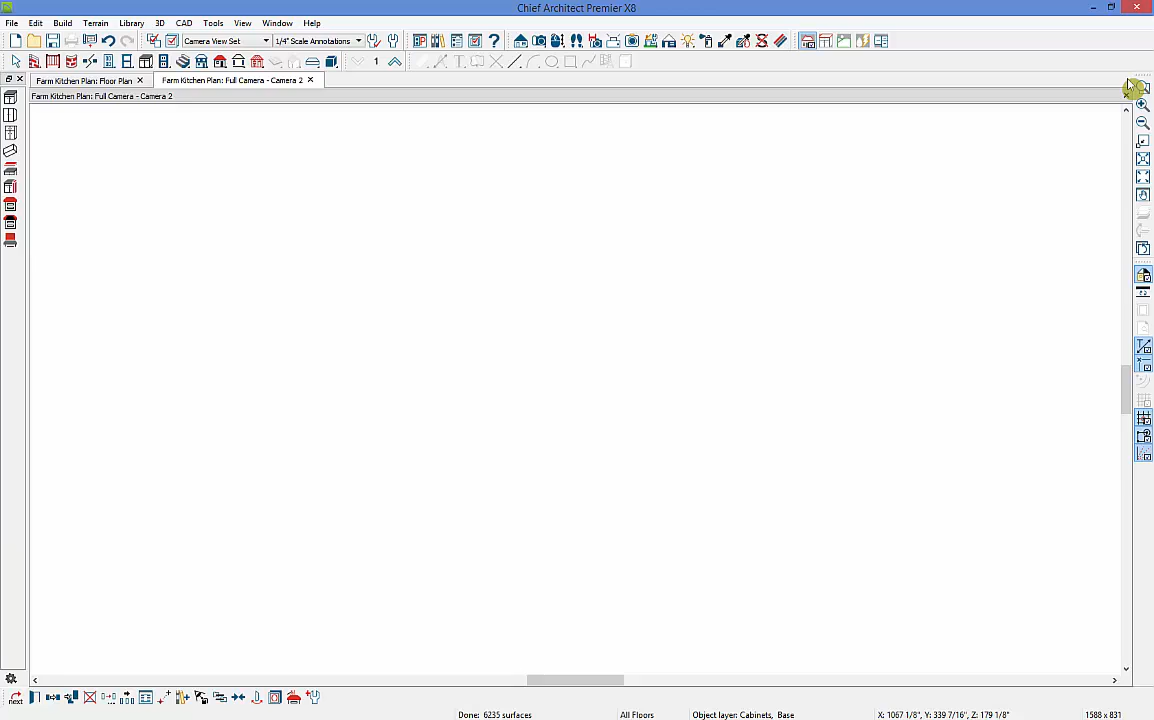 Chief Architect Premier X8
File Edit Build Terrain Library 3D CAD Tools View Window Help
Camera View Set 1/4" Scale Annotations
1
Farm Kitchen Plan: Floor Plan Farm Kitchen Plan: Full Camera - Camera 2
Farm Kitchen Plan: Full Camera - Camera 2
next Done: 6235 surfaces All Floors Object layer: Cabinets, Base X: 1067 1/8", Y: 339 7/16", Z: 179 1/8" 1588 x 831